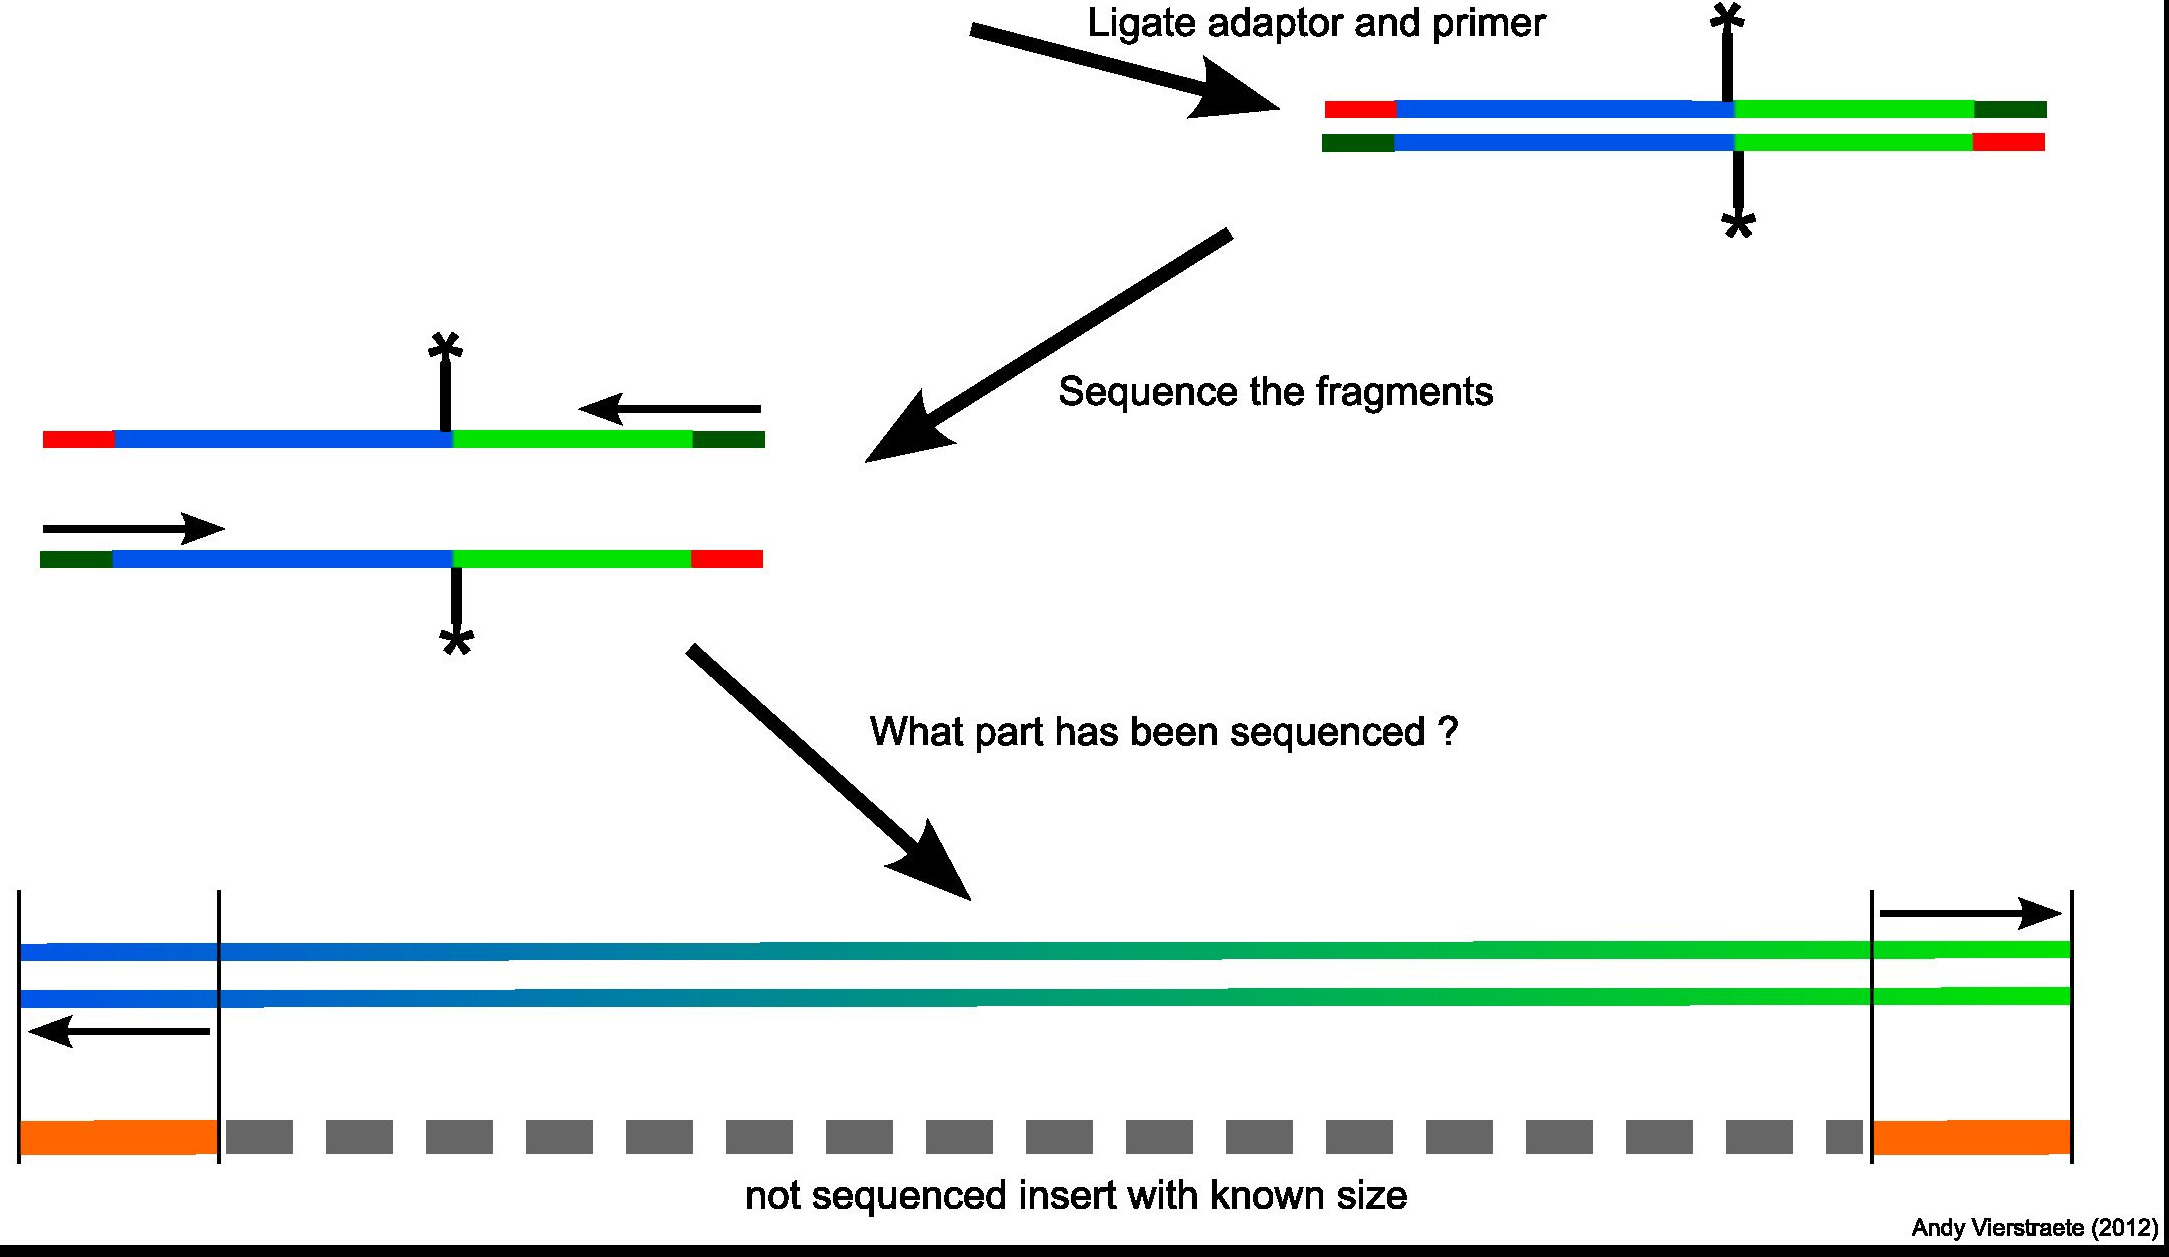 Ligate adaptor and primer
*
*
Sequence the fragments
*
*
What part has been sequenced ?
not sequenced insert with known size
Andy Vierstraete (2012)